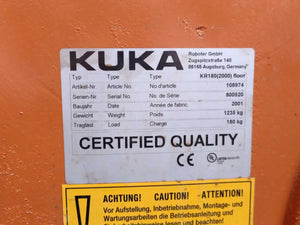 KUKA
Roboter GmbH
Zugspitzstraße 140
86165 Augsburg, Germany
Typ Type Type KR180(2000) floor
Artikel-Nr Article No No d'article 108974
Serien-Nr Serial No No. de Série 800520
Baujahr Date Année de fabric. 2001
Gewicht Weight Poids 1235 kg
Traglast Load Charge 180 kg
CERTIFIED QUALITY
CE
UL
ACHTUNG! CAUTION! ATTENTION!
Vor Aufstellung, Inbetriebnahme, Montage- und
Wartungsarbeiten die Betriebsanleitung und